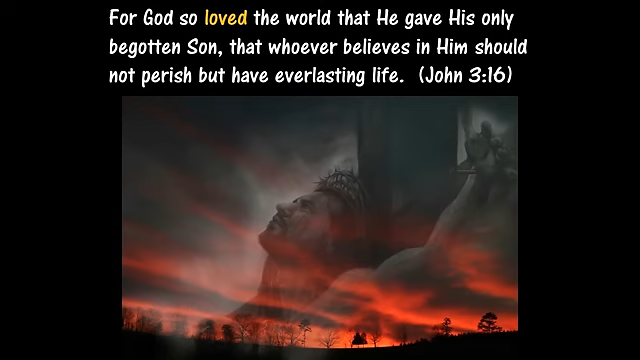 For God so loved the world that He gave His only
begotten Son, that whoever believes in Him should
not perish but have everlasting life. (John 3:16)